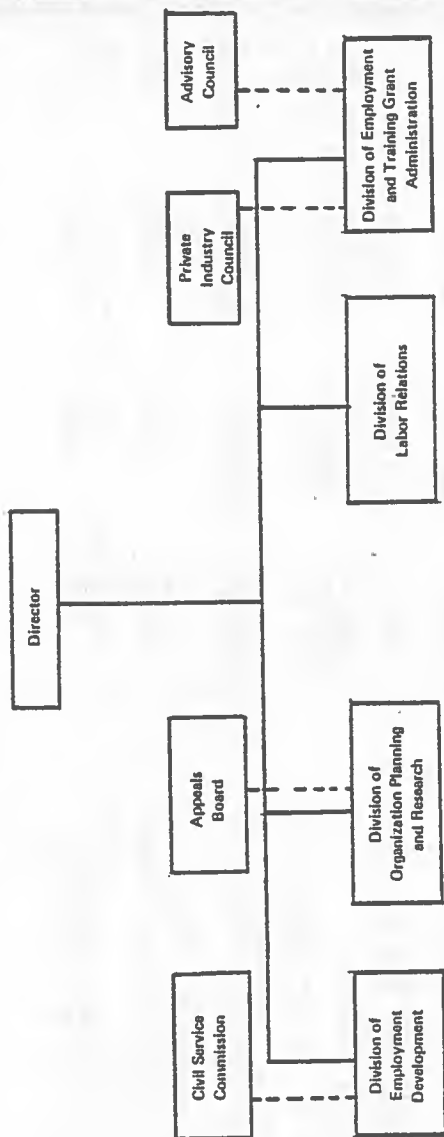 Director
Civil Service
Commission
Appeals
Board
Private
Industry
Council
Advisory
Council
Division of
Employment
Development
Division of
Organization Planning
and Research
Division of
Labor Relations
Division of Employment
and Training Grant
Administration